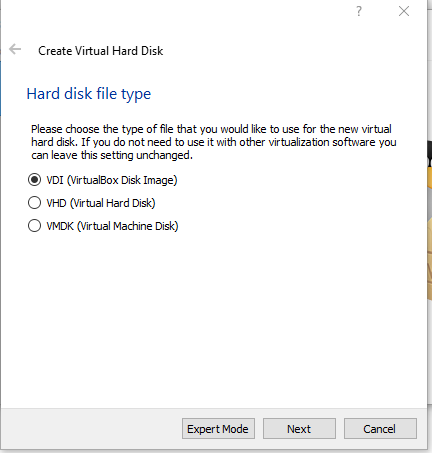 ?
Create Virtual Hard Disk
Hard disk file type
Please choose the type of file that you would like to use for the new virtual
hard disk. If you do not need to use it with other virtualization software you
can leave this setting unchanged.
VDI (VirtualBox Disk Image)
VHD (Virtual Hard Disk)
VMDK (Virtual Machine Disk)
Expert Mode Next Cancel